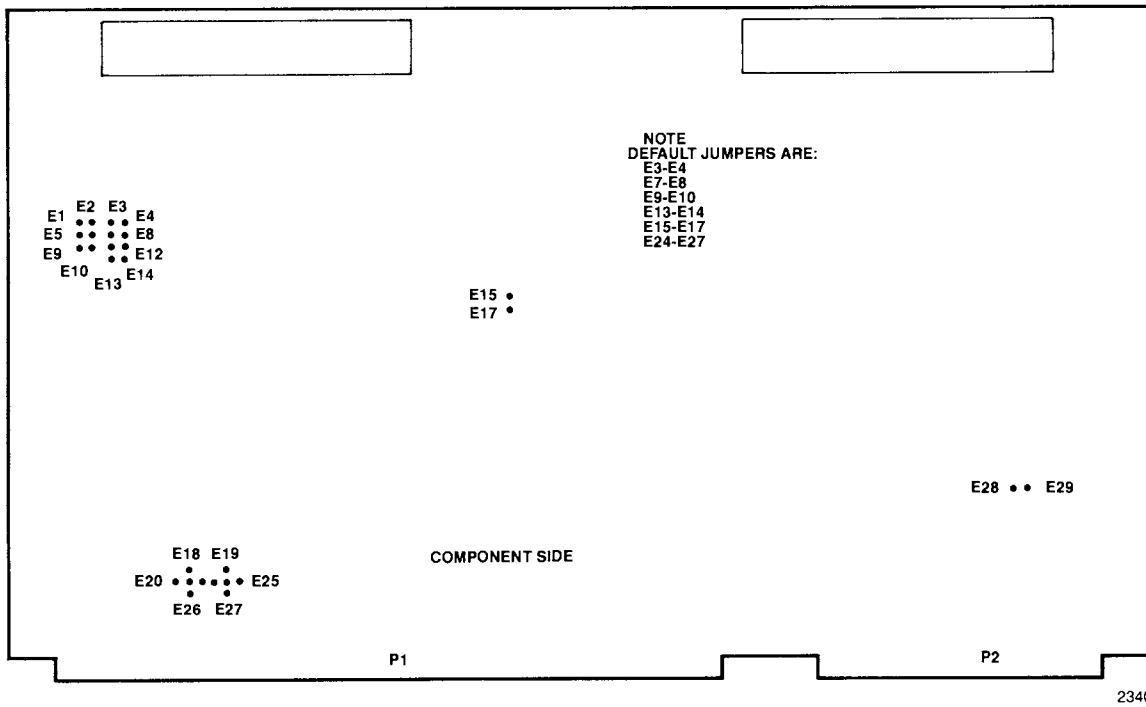 NOTE
DEFAULT JUMPERS ARE:
E3-E4
E7-E8
E9-E10
E13-E14
E15-E17
E24-E27
E2 E3
E1 E4
E5 E8
E9 E12
E10 E14
E13
E15
E17
E28 E29
E18 E19
E20 E25
E26 E27
COMPONENT SIDE
P1 P2
2340